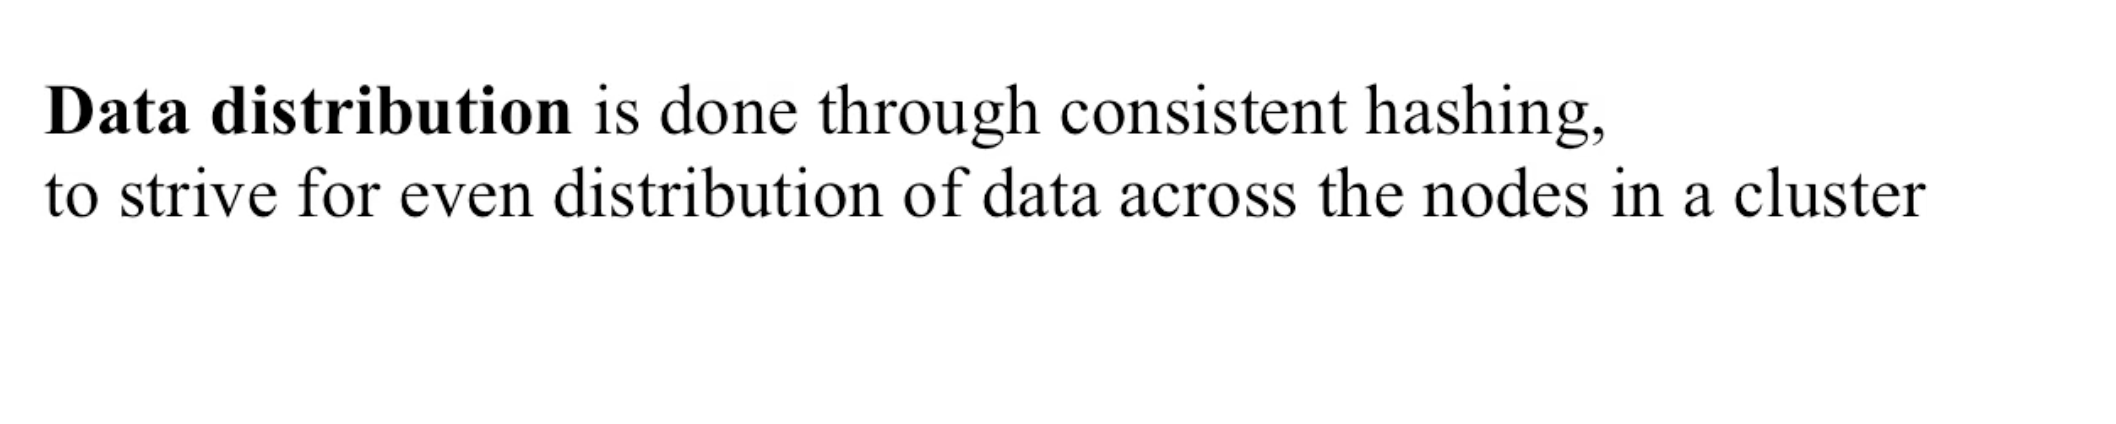 Data distribution is done through consistent hashing,
to strive for even distribution of data across the nodes in a cluster